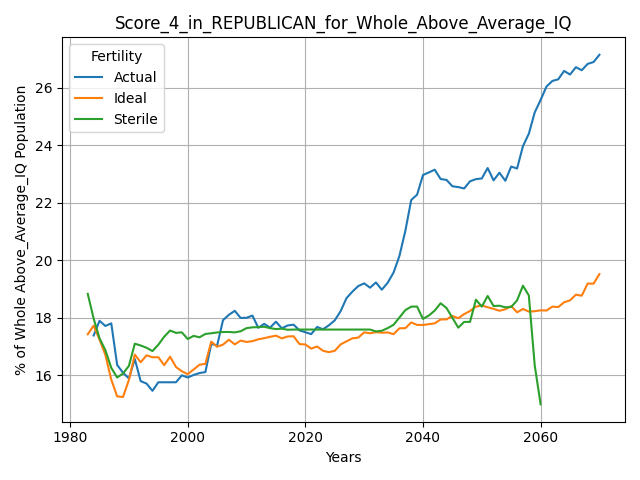 Score_4_in_REPUBLICAN_for_Whole_Above_Average_IQ
Fertility
Actual
Ideal
Sterile
% of Whole Above_Average_IQ Population
26
24
22
20
18
16
1980
2000
2020
2040
2060
Years